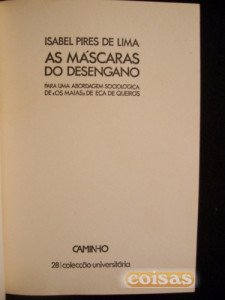 ISABEL PIRES DE LIMA
AS MÁSCARAS
DO DESENGANO
PARA UMA ABORDAGEM SOCIOLÓGICA
DE «OS MAIAS» DE EÇA DE QUEIRÓS
CAMINHO
28|colecção universitária
coisas